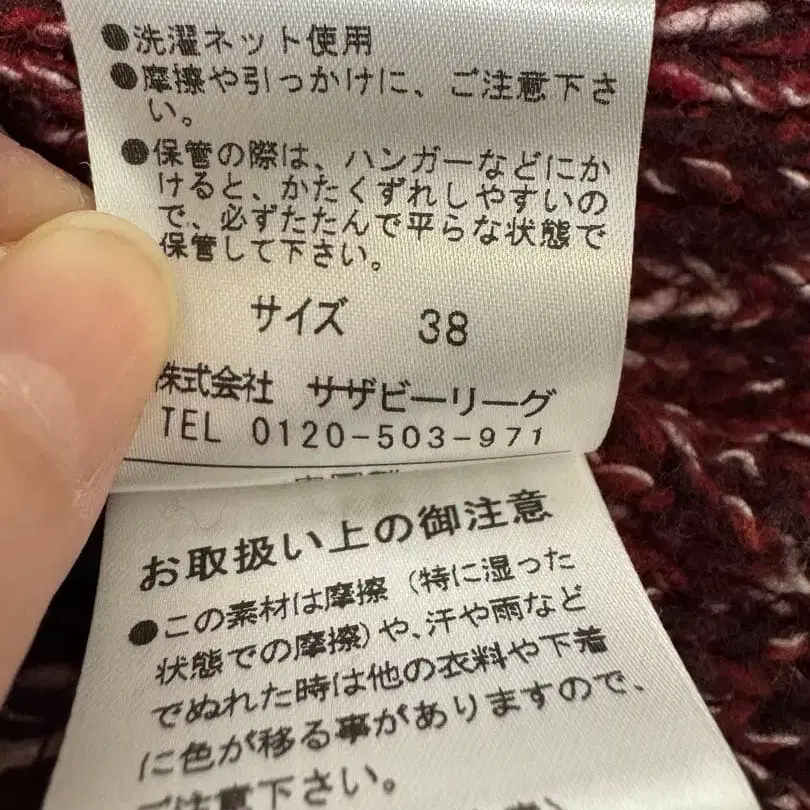 ●洗濯ネット使用
●摩擦や引っかけに、ご注意下さ
い。
●保管の際は、ハンガーなどにか
けると、かたくずれしやすいの
で、必ずたたんで平らな状態で
保管して下さい。
サイズ 38
株式会社 サザビーリーグ
TEL 0120-503-971
お取扱い上の御注意
●この素材は摩擦（特に湿った
状態での摩擦）や、汗や雨など
でぬれた時は他の衣料や下着
に色が移る事がありますので、
ご注意下さい。